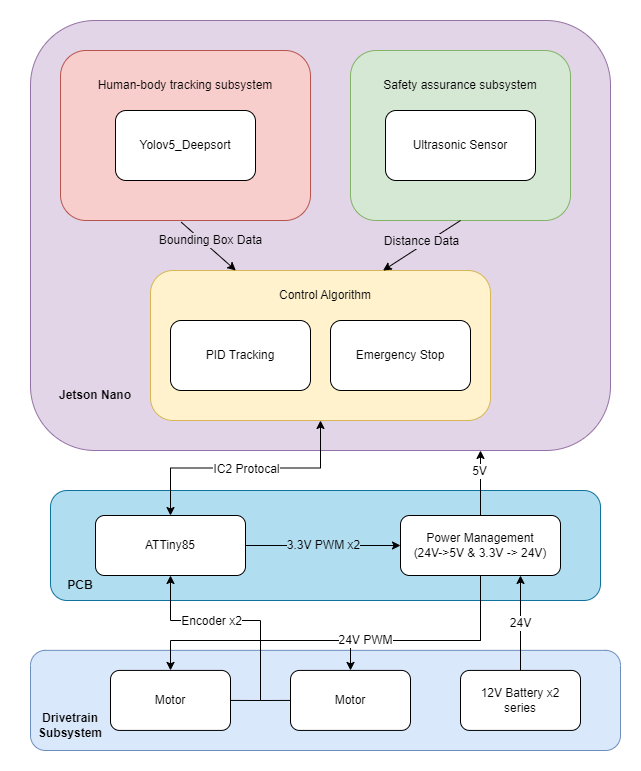 Human-body tracking subsystem
Safety assurance subsystem
Yolov5_Deepsort
Ultrasonic Sensor
Bounding Box Data
Distance Data
Control Algorithm
PID Tracking
Emergency Stop
Jetson Nano
IC2 Protocal
5V
ATTiny85
3.3V PWM x2
Power Management
(24V->5V & 3.3V -> 24V)
PCB
Encoder x2
24V PWM
24V
Motor
Motor
12V Battery x2
series
Drivetrain
Subsystem